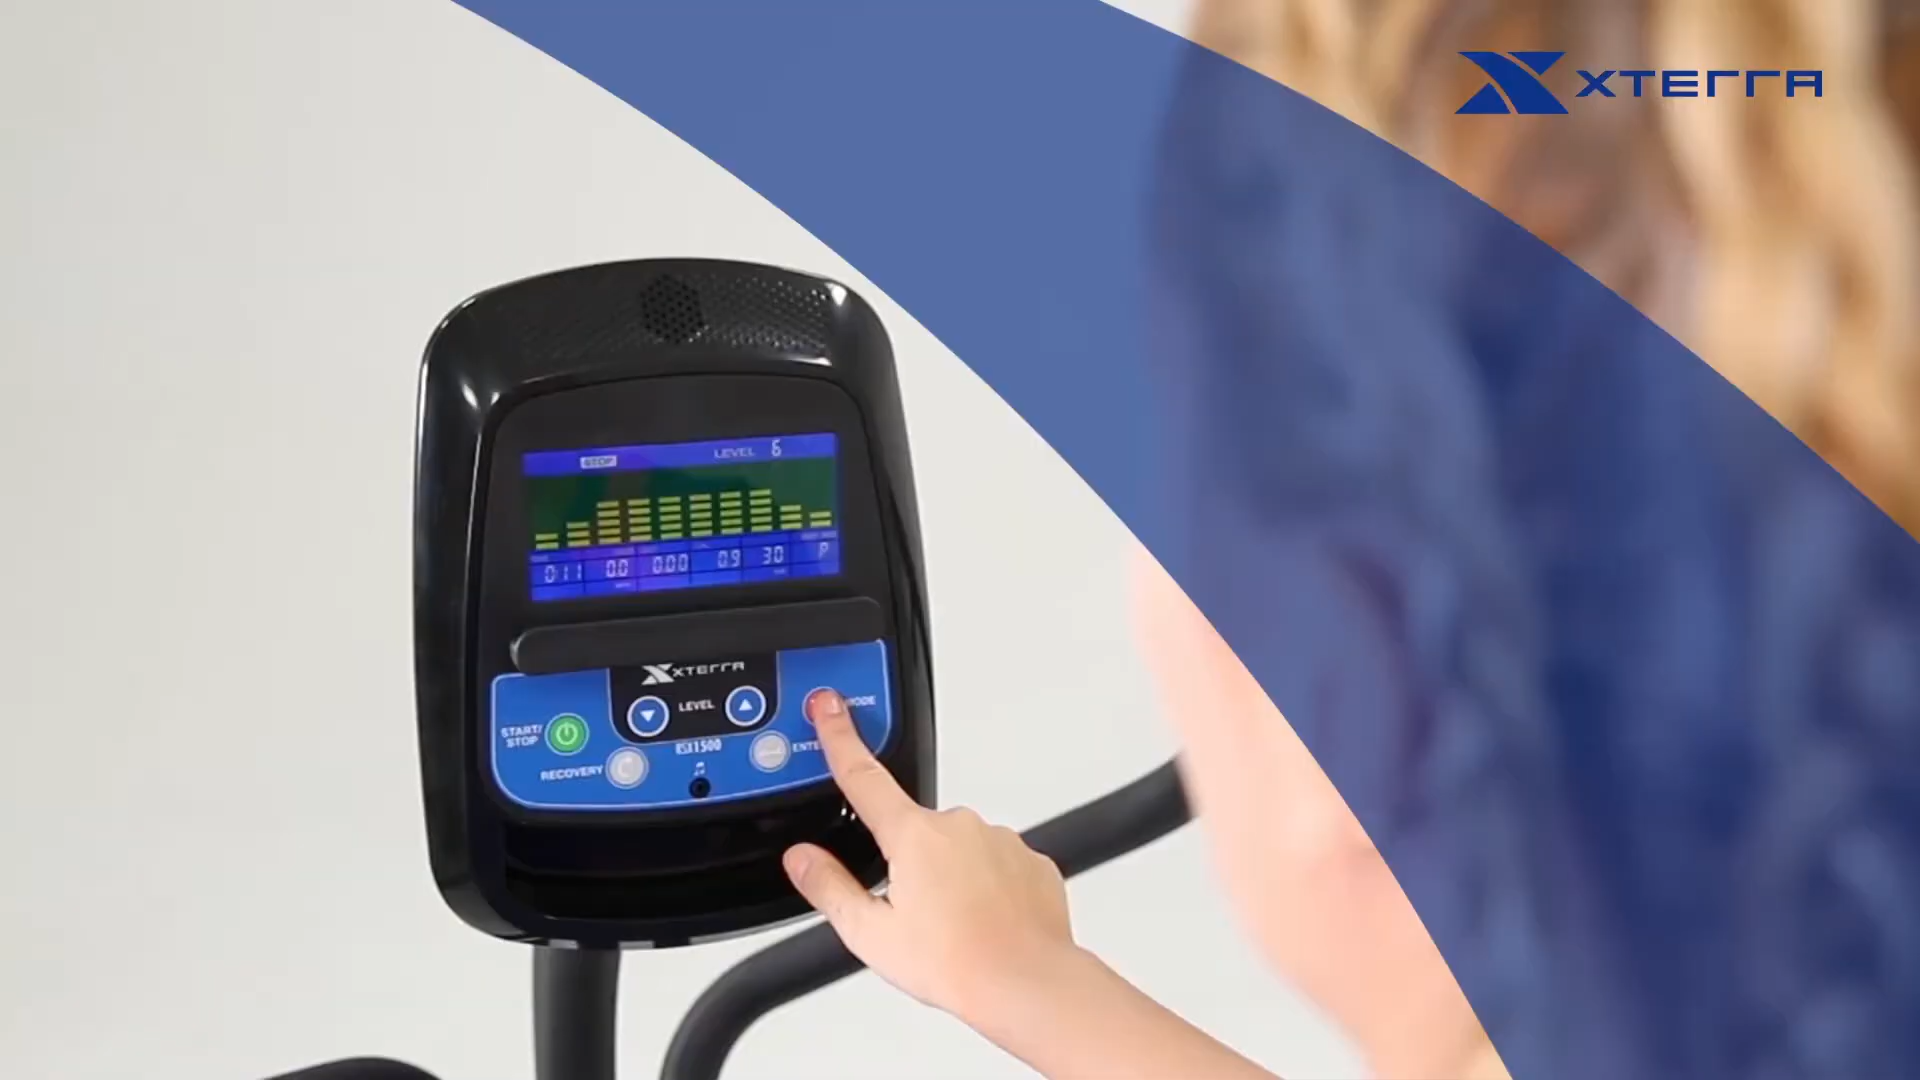 XTERRA
STOP
LEVEL 6
0:11 0.0 0.00 0.9 30 P
XTERRA
LEVEL
MODE
START/
STOP
RSX1500
RECOVERY